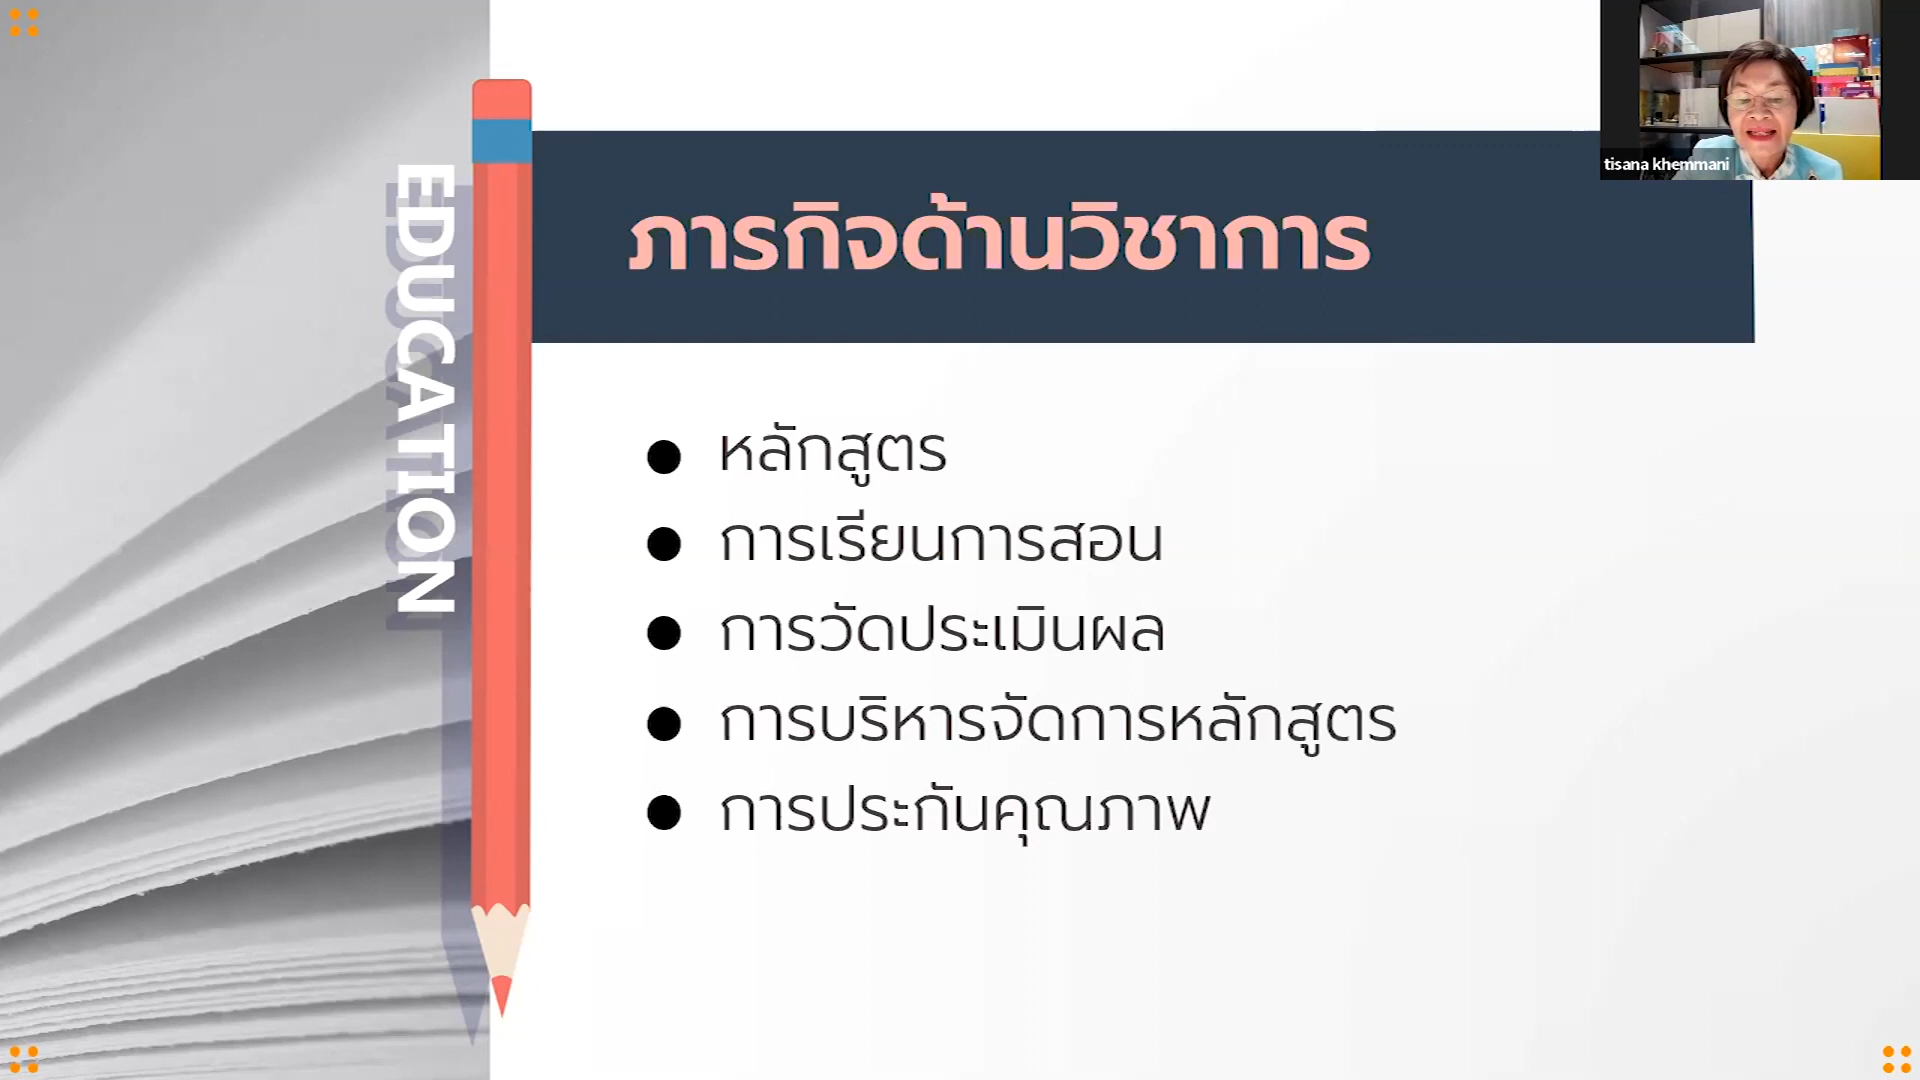 EDUCATION
ภารกิจด้านวิชาการ
tisana khemmani
● หลักสูตร
● การเรียนการสอน
● การวัดประเมินผล
● การบริหารจัดการหลักสูตร
● การประกันคุณภาพ